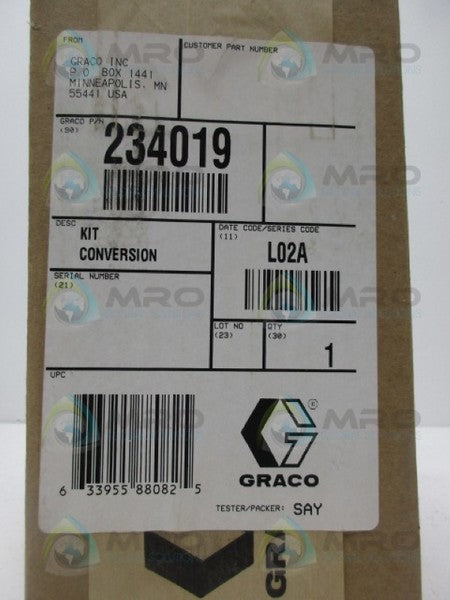 FROM
GRACO INC
P.O. BOX 1441
MINNEAPOLIS, MN
55441 USA
CUSTOMER PART NUMBER
GRACO P/N
(90)
234019
DESC
KIT
CONVERSION
DATE CODE/SERIES CODE
(11)
L02A
SERIAL NUMBER
(21)
LOT NO
(23)
QTY
(30)
1
UPC
6 33955 88082 5
®
GRACO
TESTER/PACKER: SAY
GRA
MRO